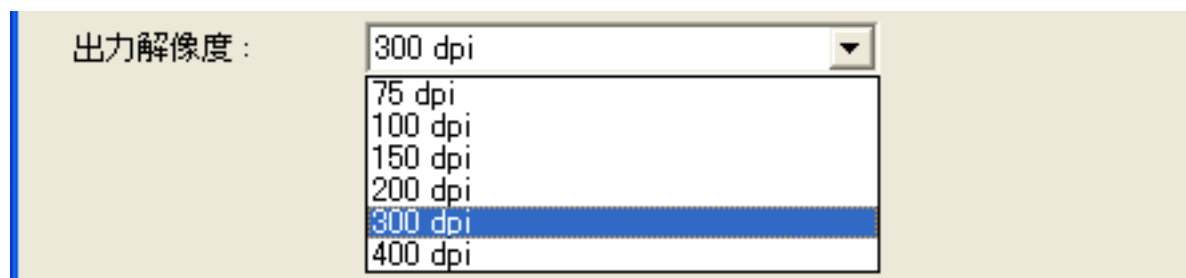 出力解像度： 300 dpi
75 dpi
100 dpi
150 dpi
200 dpi
300 dpi
400 dpi